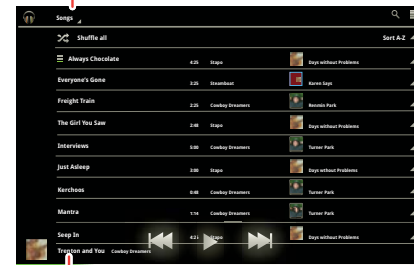 Songs
Shuffle all Sort A-Z
Always Chocolate 4:25 Stapo Days without Problems
Everyone's Gone 3:25 Steamboat Karen Says
Freight Train 2:25 Cowboy Dreamers Renmin Park
The Girl You Saw 2:48 Stapo Days without Problems
Interviews 5:00 Cowboy Dreamers Turner Park
Just Asleep 3:00 Stapo Days without Problems
Kerchoos 0:48 Cowboy Dreamers Turner Park
Mantra 1:14 Cowboy Dreamers Turner Park
Seep In Stapo Days without Problems
Trenton and You Cowboy Dreamers